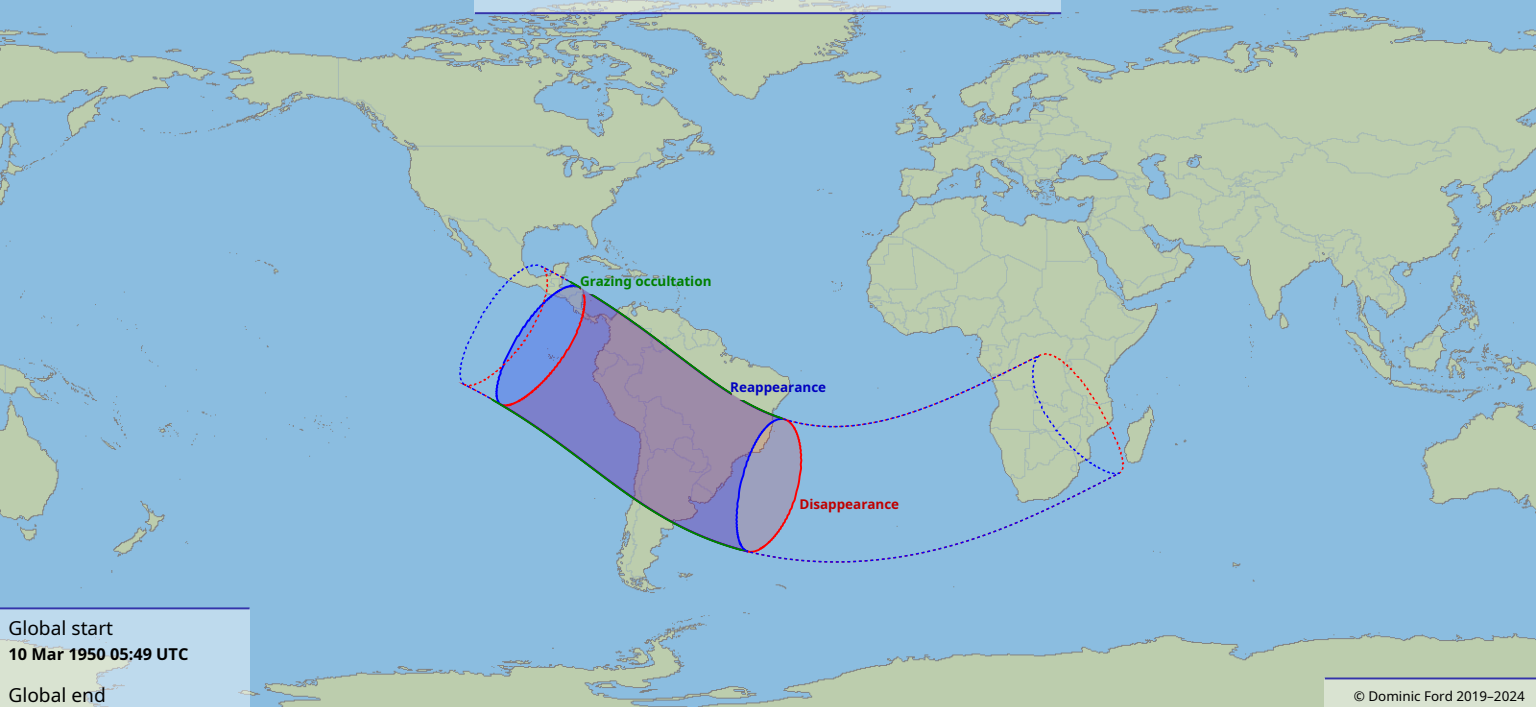 Grazing occultation
Reappearance
Disappearance
Global start
10 Mar 1950 05:49 UTC
Global end
© Dominic Ford 2019–2024